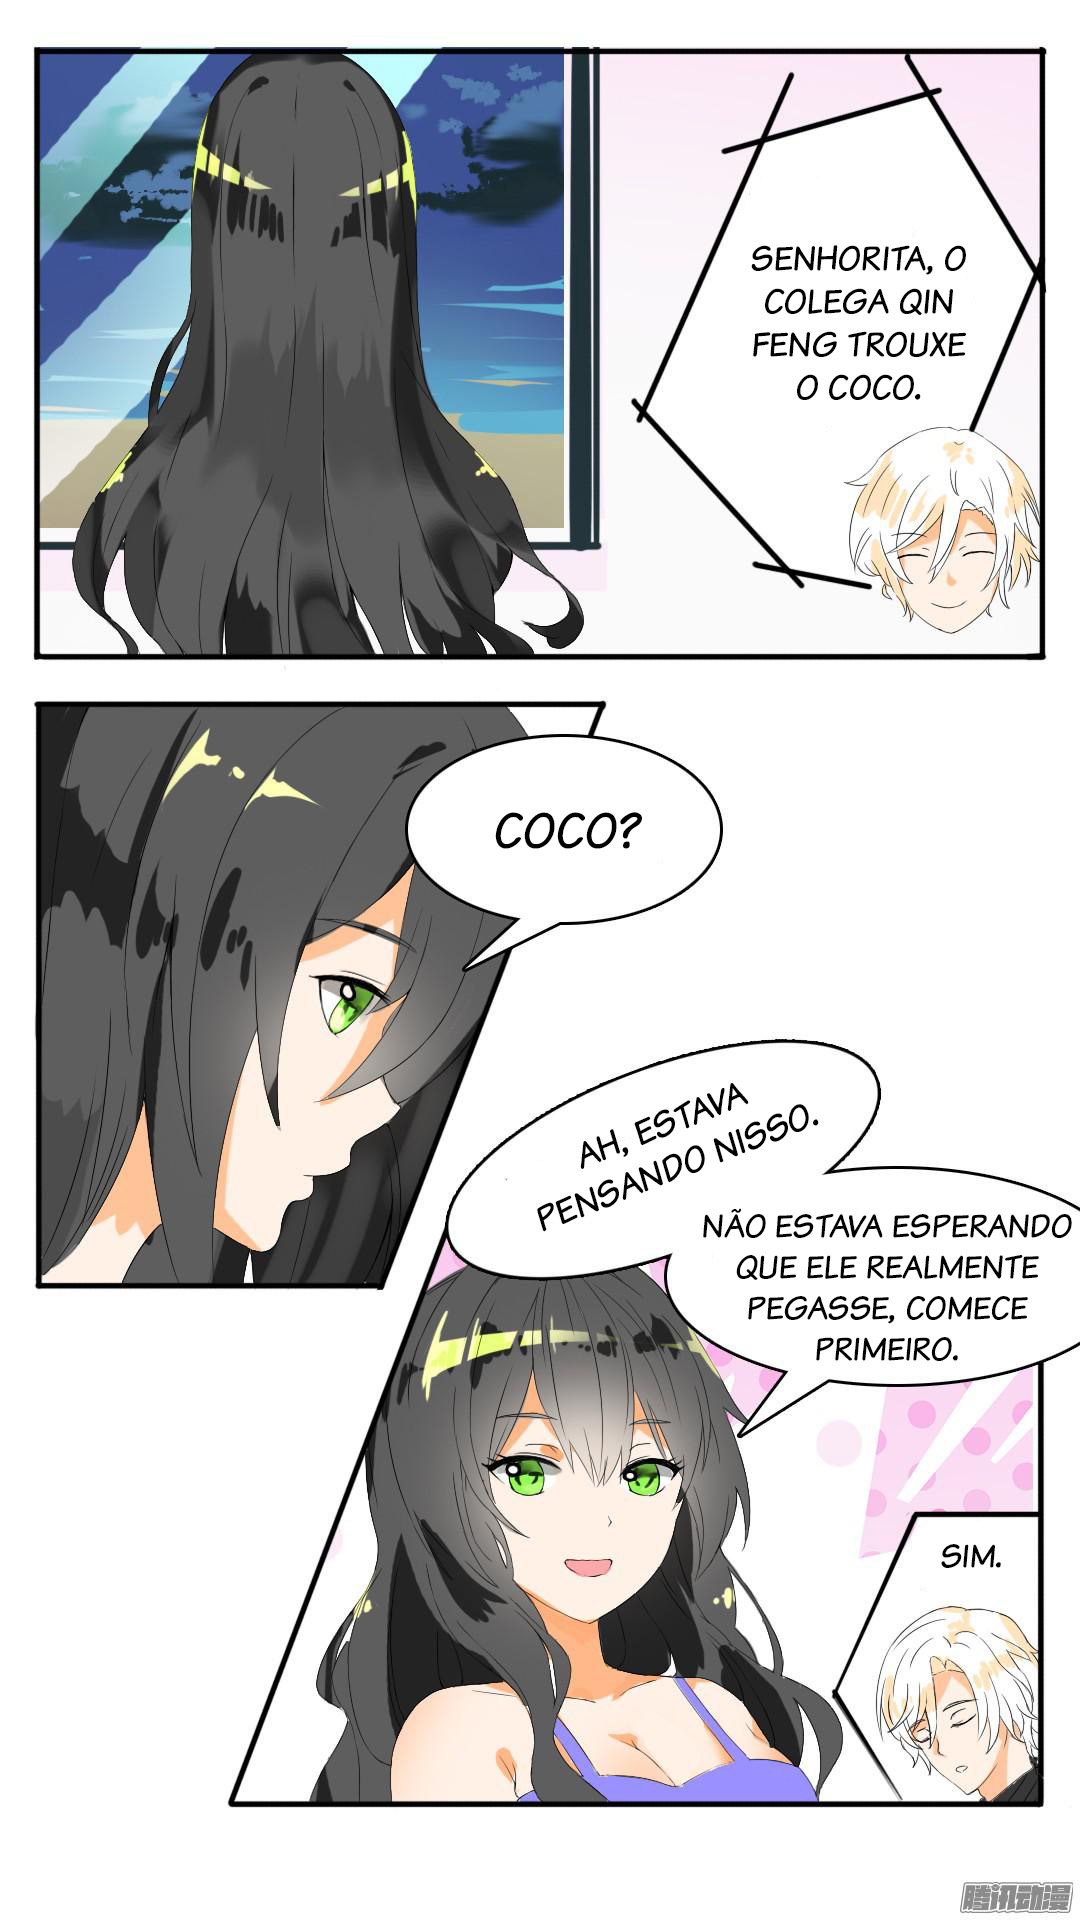 SENHORITA, O
COLEGA QIN
FENG TROUXE
O COCO.
COCO?
AH, ESTAVA
PENSANDO NISSO.
NÃO ESTAVA ESPERANDO
QUE ELE REALMENTE
PEGASSE, COMECE
PRIMEIRO.
SIM.
腾讯动漫